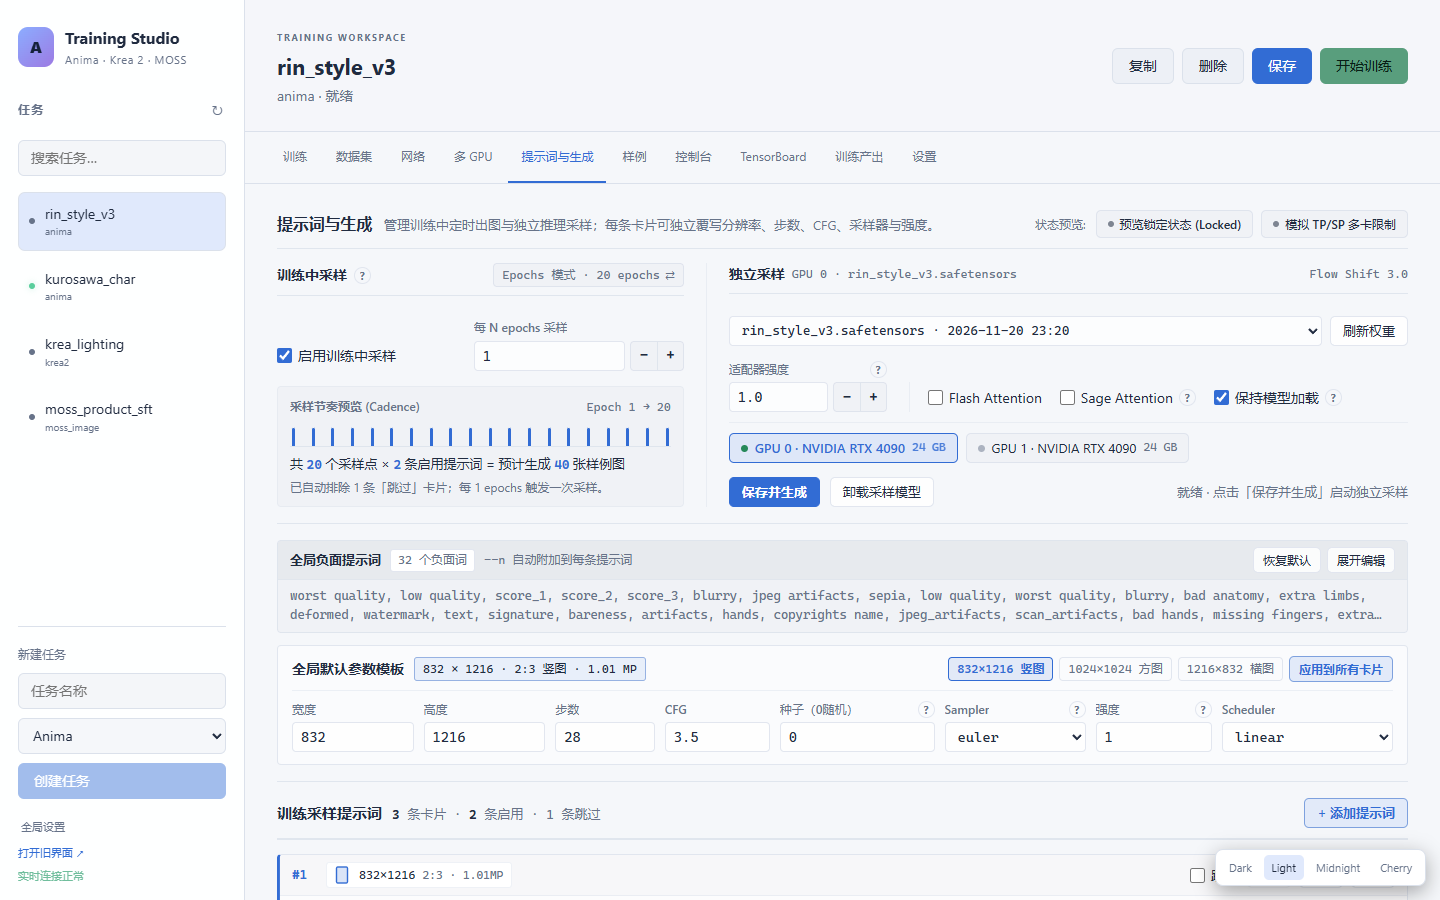 A
Training Studio
Anima · Krea 2 · MOSS
任务
↻
搜索任务...
rin_style_v3
anima
kurosawa_char
anima
krea_lighting
krea2
moss_product_sft
moss_image
新建任务
任务名称
Anima
创建任务
全局设置
打开旧界面 ↗
实时连接正常
TRAINING WORKSPACE
rin_style_v3
anima · 就绪
复制 删除 保存 开始训练
训练 数据集 网络 多 GPU 提示词与生成 样例 控制台 TensorBoard 训练产出 设置
提示词与生成 管理训练中定时出图与独立推理采样；每条卡片可独立覆写分辨率、步数、CFG、采样器与强度。
状态预览: 预览锁定状态 (Locked) 模拟 TP/SP 多卡限制
训练中采样 ? Epochs 模式 · 20 epochs ⇄
每 N epochs 采样
启用训练中采样 1 − +
采样节奏预览 (Cadence) Epoch 1 → 20
共 20 个采样点 × 2 条启用提示词 = 预计生成 40 张样例图
已自动排除 1 条「跳过」卡片；每 1 epochs 触发一次采样。
独立采样 GPU 0 · rin_style_v3.safetensors Flow Shift 3.0
rin_style_v3.safetensors · 2026-11-20 23:20 刷新权重
适配器强度 ?
1.0 − + Flash Attention Sage Attention ? 保持模型加载 ?
GPU 0 · NVIDIA RTX 4090 24 GB GPU 1 · NVIDIA RTX 4090 24 GB
保存并生成 卸载采样模型 就绪 · 点击「保存并生成」启动独立采样
全局负面提示词 32 个负面词 --n 自动附加到每条提示词 恢复默认 展开编辑
worst quality, low quality, score_1, score_2, score_3, blurry, jpeg artifacts, sepia, low quality, worst quality, blurry, bad anatomy, extra limbs,
deformed, watermark, text, signature, bareness, artifacts, hands, copyrights name, jpeg_artifacts, scan_artifacts, bad hands, missing fingers, extra…
全局默认参数模板 832 × 1216 · 2:3 竖图 · 1.01 MP 832×1216 竖图 1024×1024 方图 1216×832 横图 应用到所有卡片
宽度 高度 步数 CFG 种子（0随机） ? Sampler ? 强度 ? Scheduler
832 1216 28 3.5 0 euler 1 linear
训练采样提示词 3 条卡片 · 2 条启用 · 1 条跳过 + 添加提示词
#1 832×1216 2:3 · 1.01MP
Dark Light Midnight Cherry